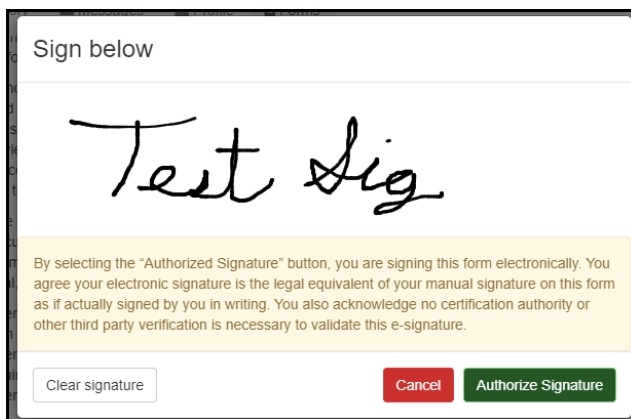 Messages Profile Forms
Sign below
Test Sig
By selecting the “Authorized Signature” button, you are signing this form electronically. You
agree your electronic signature is the legal equivalent of your manual signature on this form
as if actually signed by you in writing. You also acknowledge no certification authority or
other third party verification is necessary to validate this e-signature.
Clear signature Cancel Authorize Signature